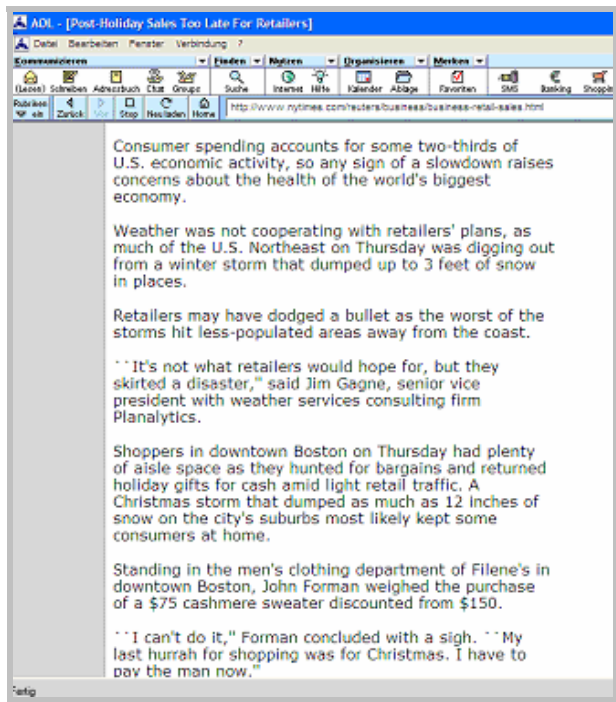 AOL - [Post-Holiday Sales Too Late For Retailers]
Datei Bearbeiten Fenster Verbindung ?
Kommunizieren Finden Nutzen Organisieren Merken
(Leeres) Schreiben Adressbuch Chat Groups Suche Internet Hilfe Kalender Ablage Favoriten SMS Banking Shoppin
Rubriken ein Zurück Vor Stop Neu laden Home http://www.nytimes.com/reuters/business/business-retail-sales.html
Consumer spending accounts for some two-thirds of
U.S. economic activity, so any sign of a slowdown raises
concerns about the health of the world's biggest
economy.
Weather was not cooperating with retailers' plans, as
much of the U.S. Northeast on Thursday was digging out
from a winter storm that dumped up to 3 feet of snow
in places.
Retailers may have dodged a bullet as the worst of the
storms hit less-populated areas away from the coast.
``It's not what retailers would hope for, but they
skirted a disaster,'' said Jim Gagne, senior vice
president with weather services consulting firm
Planalytics.
Shoppers in downtown Boston on Thursday had plenty
of aisle space as they hunted for bargains and returned
holiday gifts for cash amid light retail traffic. A
Christmas storm that dumped as much as 12 inches of
snow on the city's suburbs most likely kept some
consumers at home.
Standing in the men's clothing department of Filene's in
downtown Boston, John Forman weighed the purchase
of a $75 cashmere sweater discounted from $150.
``I can't do it,'' Forman concluded with a sigh. ``My
last hurrah for shopping was for Christmas. I have to
pay the man now.''
Fertig